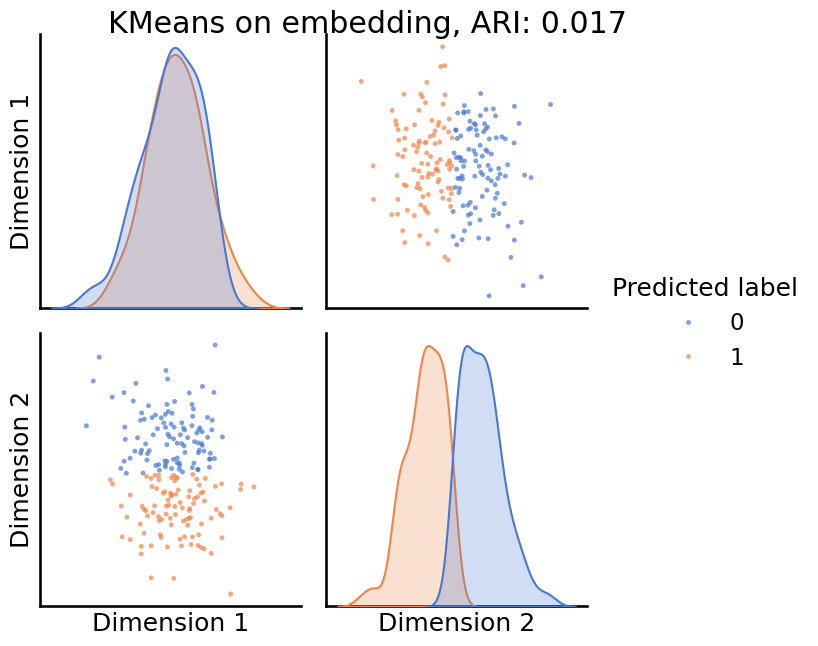 KMeans on embedding, ARI: 0.017
Dimension 1
Predicted label
0
1
Dimension 2
Dimension 1
Dimension 2